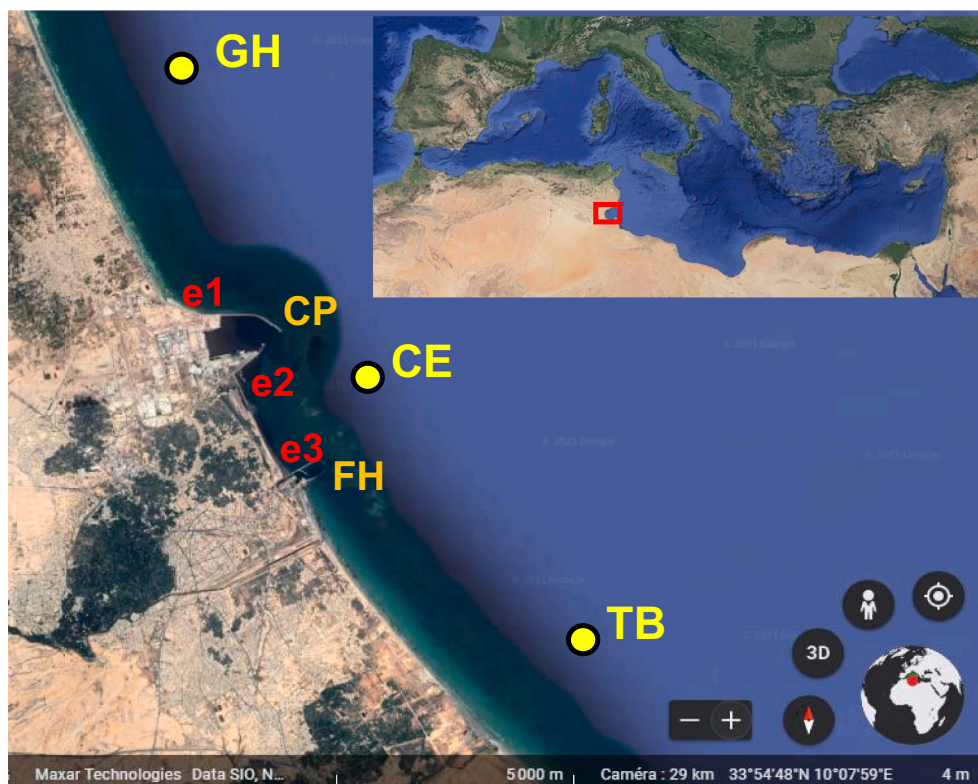 GH
e1
CP
CE
e2
e3
FH
TB
3D
Maxar Technologies Data SIO, N... 5000 m Caméra : 29 km 33°54'48"N 10°07'59"E 4 m